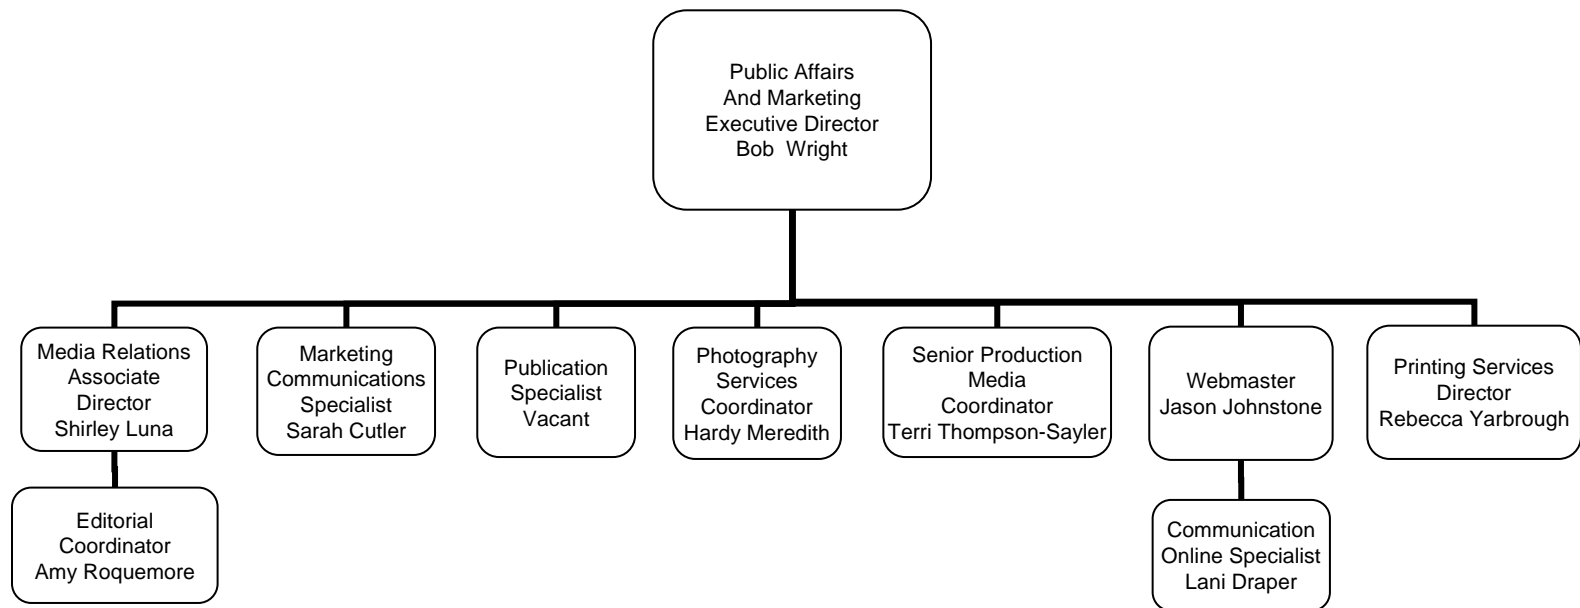 Public Affairs
And Marketing
Executive Director
Bob Wright
Media Relations
Associate
Director
Shirley Luna
Marketing
Communications
Specialist
Sarah Cutler
Publication
Specialist
Vacant
Photography
Services
Coordinator
Hardy Meredith
Senior Production
Media
Coordinator
Terri Thompson-Sayler
Webmaster
Jason Johnstone
Printing Services
Director
Rebecca Yarbrough
Editorial
Coordinator
Amy Roquemore
Communication
Online Specialist
Lani Draper